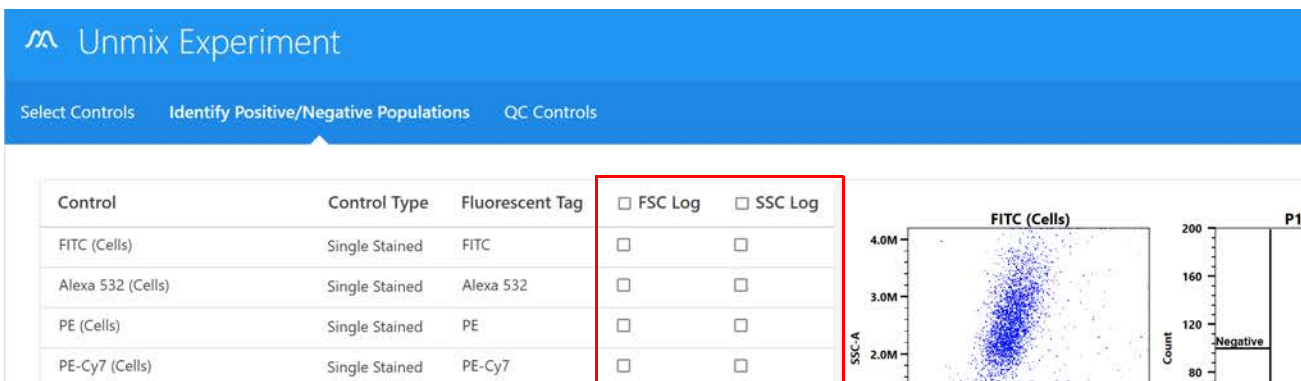 Unmix Experiment
Select Controls Identify Positive/Negative Populations QC Controls
Control Control Type Fluorescent Tag FSC Log SSC Log
FITC (Cells) Single Stained FITC
Alexa 532 (Cells) Single Stained Alexa 532
PE (Cells) Single Stained PE
PE-Cy7 (Cells) Single Stained PE-Cy7
FITC (Cells)
4.0M
3.0M
2.0M
SSC-A
P1
200
160
120
80
Count
Negative